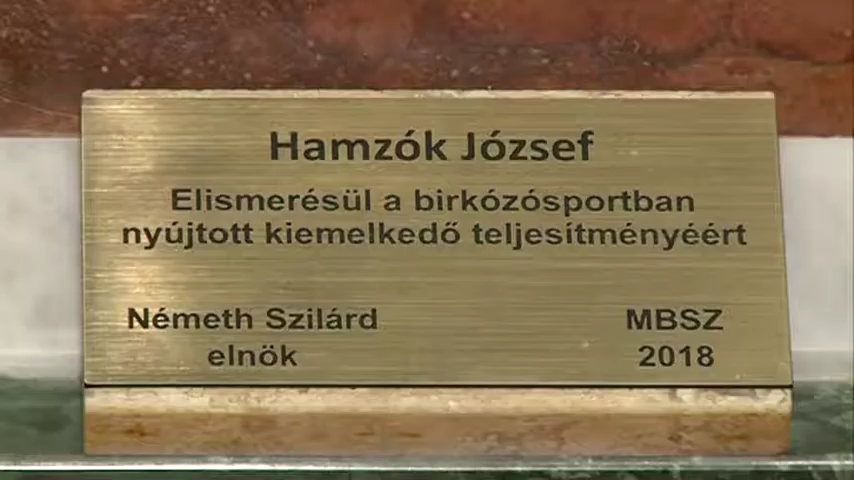 Hamzók József
Elismerésül a birkózósportban
nyújtott kiemelkedő teljesítményéért
Németh Szilárd MBSZ
elnök 2018